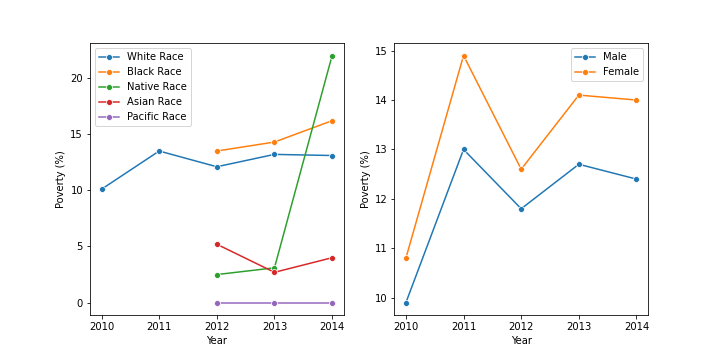 White Race
Black Race
Native Race
Asian Race
Pacific Race
20
15
10
5
0
Poverty (%)
2010 2011 2012 2013 2014
Year
Male
Female
15
14
13
12
11
10
Poverty (%)
2010 2011 2012 2013 2014
Year